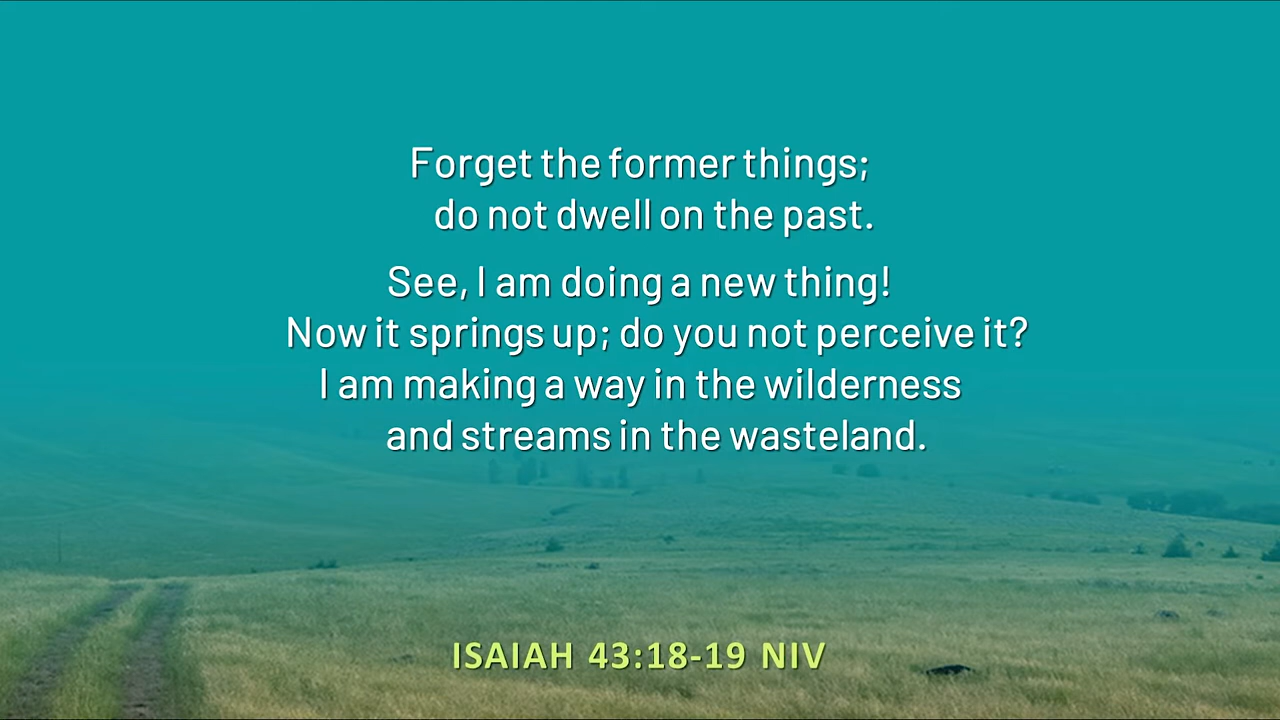 Forget the former things;
do not dwell on the past.
See, I am doing a new thing!
Now it springs up; do you not perceive it?
I am making a way in the wilderness
and streams in the wasteland.
ISAIAH 43:18-19 NIV